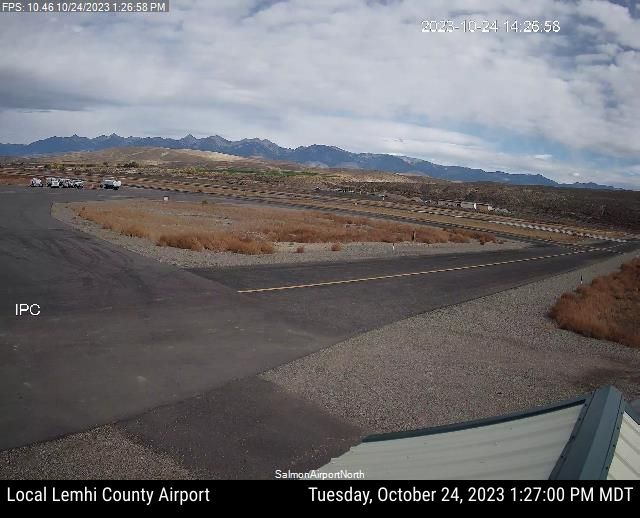 FPS: 10.46 10/24/2023 1:26:58 PM
2023-10-24 14:26:58
IPC
SalmonAirportNorth
Local Lemhi County Airport
Tuesday, October 24, 2023 1:27:00 PM MDT